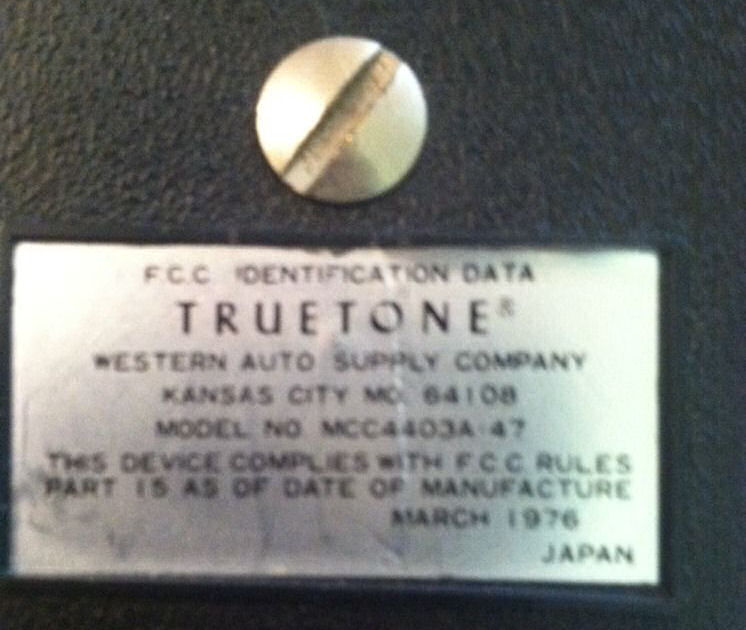 F.C.C. IDENTIFICATION DATA
TRUETONE®
WESTERN AUTO SUPPLY COMPANY
KANSAS CITY MO. 64108
MODEL NO. MCC4403A-47
THIS DEVICE COMPLIES WITH F.C.C. RULES
PART 15 AS OF DATE OF MANUFACTURE
MARCH 1976
JAPAN